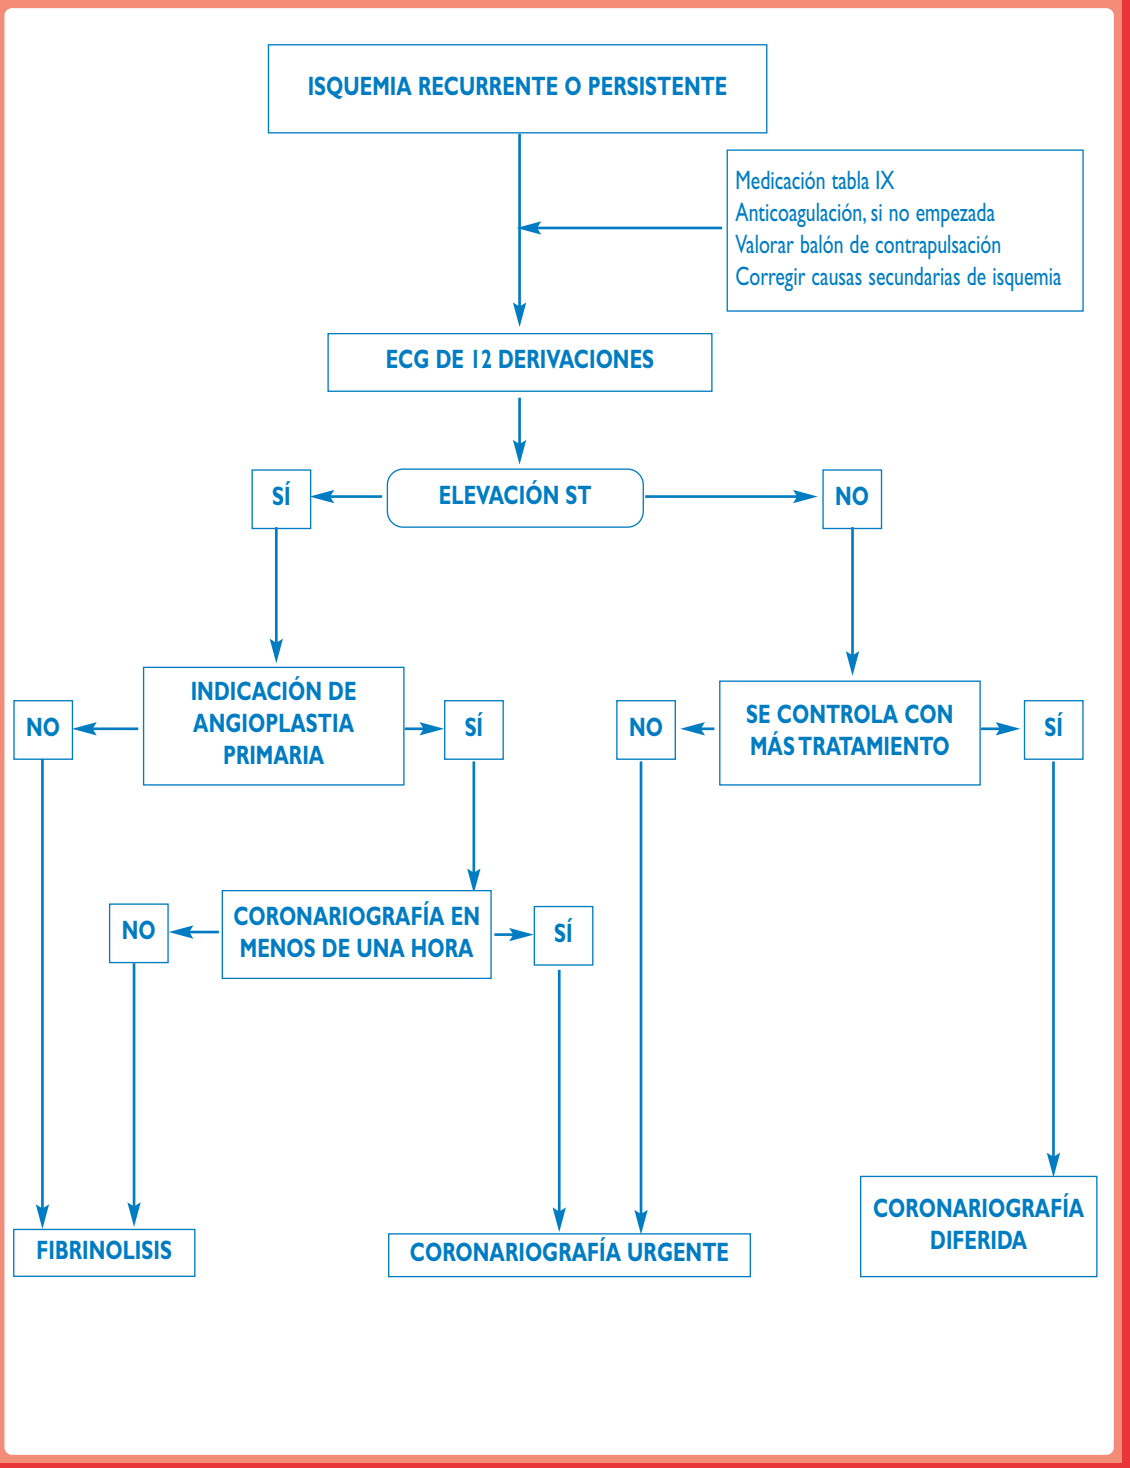 ISQUEMIA RECURRENTE O PERSISTENTE
Medicación tabla IX
Anticoagulación, si no empezada
Valorar balón de contrapulsación
Corregir causas secundarias de isquemia
ECG DE 12 DERIVACIONES
SÍ
ELEVACIÓN ST
NO
NO
INDICACIÓN DE
ANGIOPLASTIA
PRIMARIA
SÍ
NO
SE CONTROLA CON
MÁS TRATAMIENTO
SÍ
NO
CORONARIOGRAFÍA EN
MENOS DE UNA HORA
SÍ
FIBRINOLISIS
CORONARIOGRAFÍA URGENTE
CORONARIOGRAFÍA
DIFERIDA